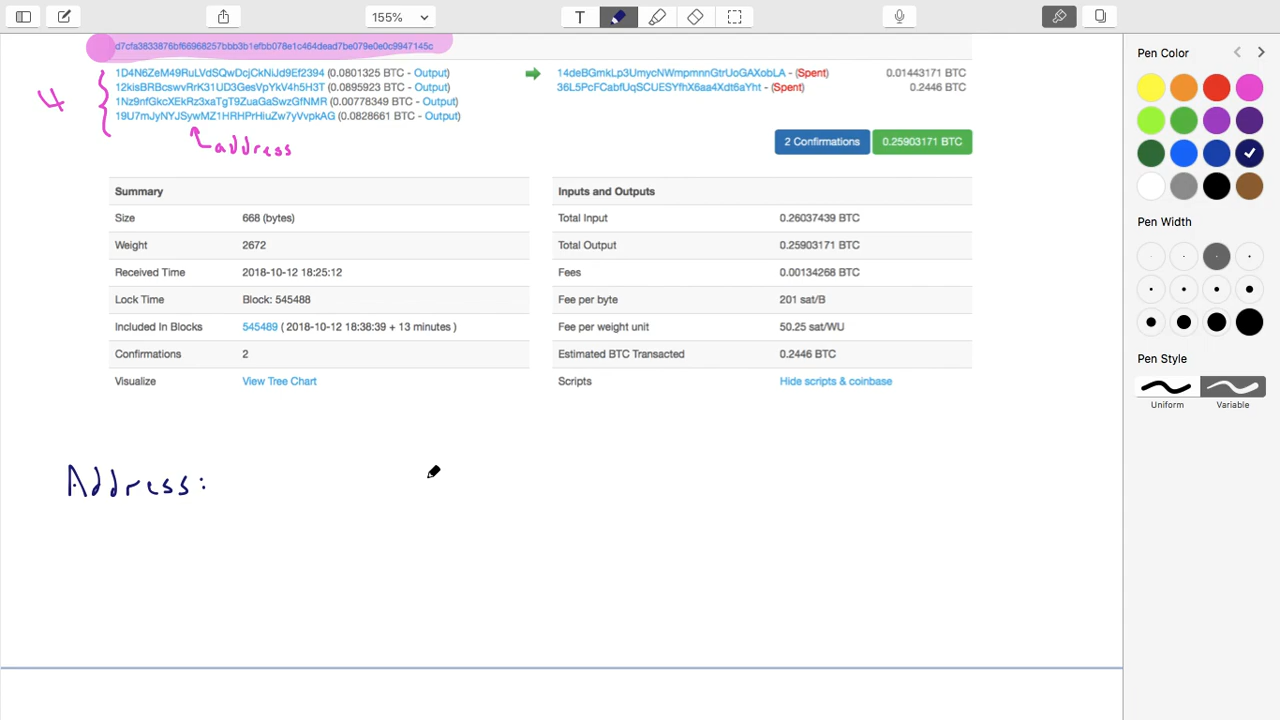 155%
T
d7cfa3833876bf66968257bbb3b1efbb078e1c464dead7be079e0e0c9947145c
1D4N6ZeM49RuLVdSQwDcjCkNiJd9Ef2394 (0.0801325 BTC - Output)
12kisBRBcswvRrK31UD3GesVpYkV4h5H3T (0.0895923 BTC - Output)
1Nz9nfGkcXEkRz3xaTgT9ZuaGaSwzGfNMR (0.00778349 BTC - Output)
19U7mJyNYJSywMZ1HRHPrHiuZw7yVvpkAG (0.0828661 BTC - Output)
14deBGmkLp3UmycNWmpmnnGtrUoGAXobLA - (Spent) 0.01443171 BTC
36L5PcFCabfUqSCUESYfhX6aa4Xdt6aYht - (Spent) 0.2446 BTC
4
address
2 Confirmations 0.25903171 BTC
Summary
Size 668 (bytes)
Weight 2672
Received Time 2018-10-12 18:25:12
Lock Time Block: 545488
Included In Blocks 545489 ( 2018-10-12 18:38:39 + 13 minutes )
Confirmations 2
Visualize View Tree Chart
Inputs and Outputs
Total Input 0.26037439 BTC
Total Output 0.25903171 BTC
Fees 0.00134268 BTC
Fee per byte 201 sat/B
Fee per weight unit 50.25 sat/WU
Estimated BTC Transacted 0.2446 BTC
Scripts Hide scripts & coinbase
Address:
Pen Color
Pen Width
Pen Style
Uniform Variable